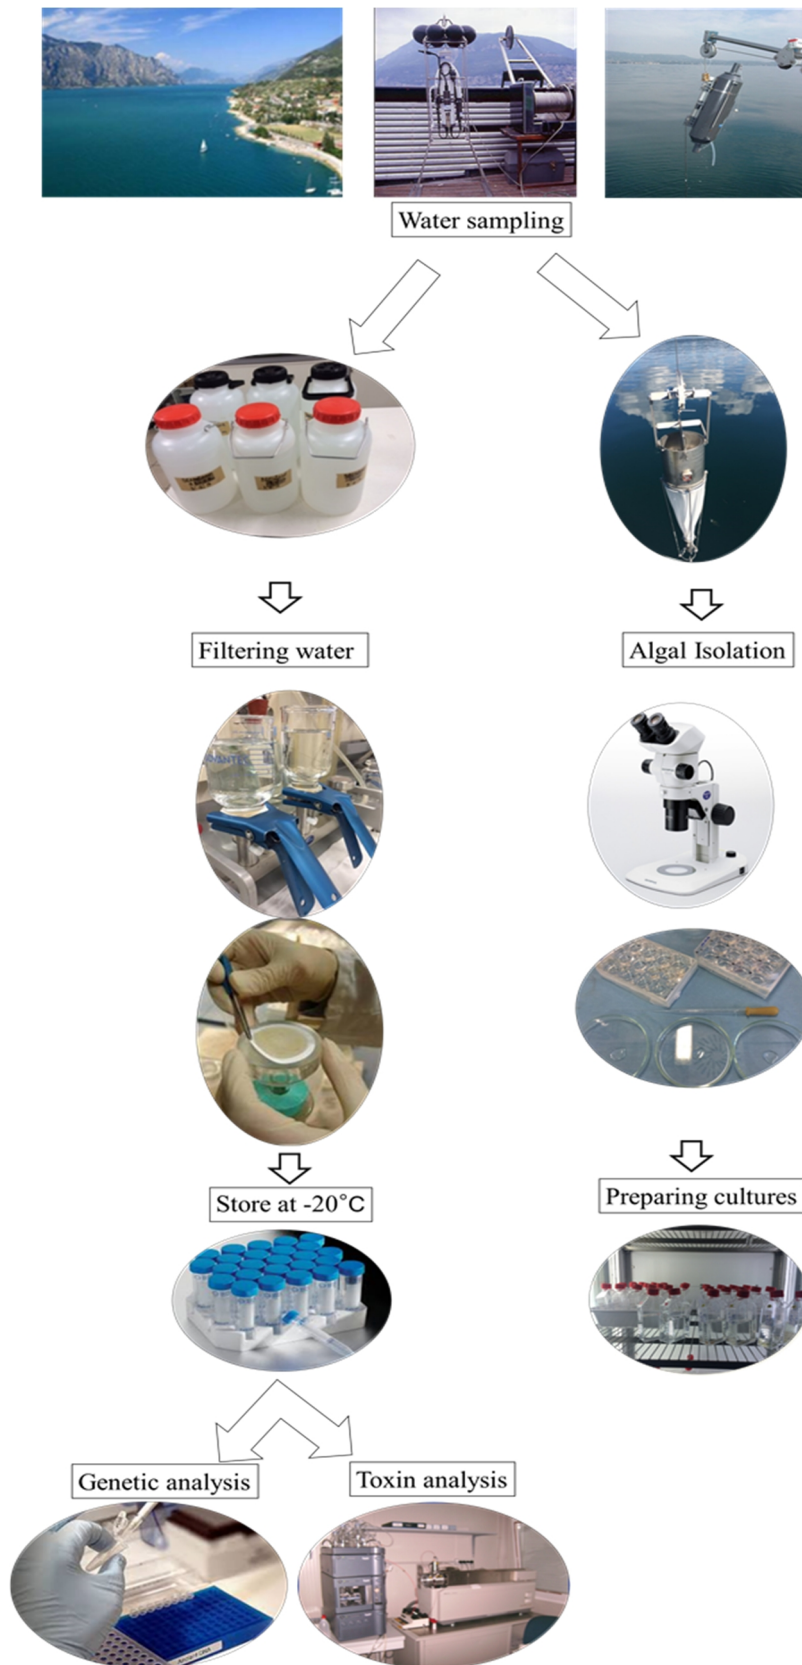 Water sampling
Filtering water
Algal Isolation
Store at -20°C
Preparing cultures
Genetic analysis
Toxin analysis